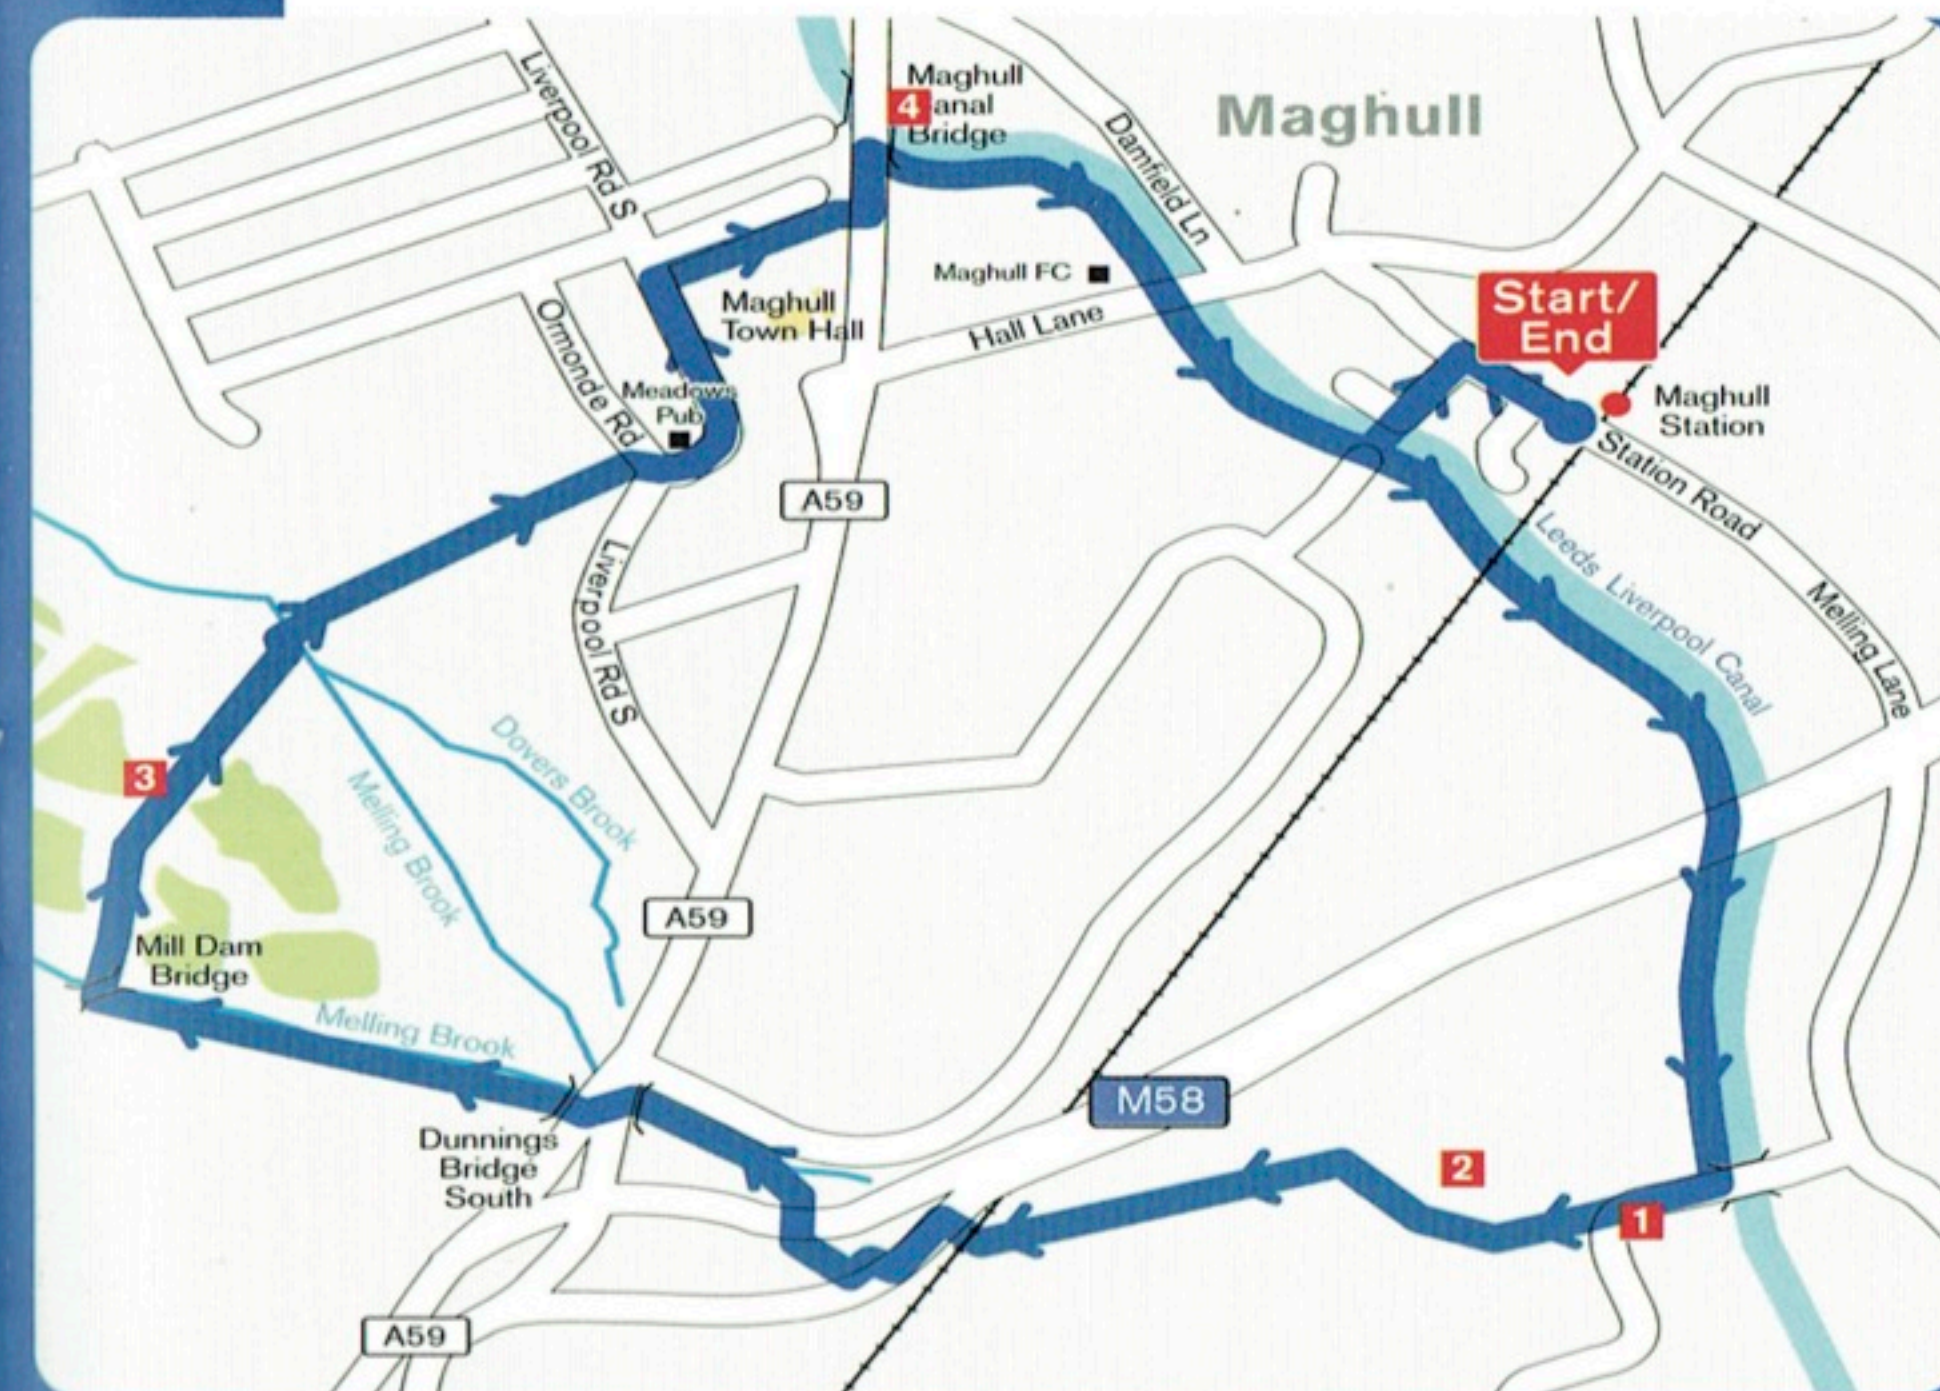 Liverpool Rd S
Maghull
4
anal
Bridge
Damfield Ln
Maghull
Maghull FC
Hall Lane
Start/
End
Maghull
Station
Station Road
Melling Lane
Maghull
Town Hall
Ormonde Rd
Meadows
Pub
A59
Liverpool Rd S
Leeds Liverpool Canal
Dovers Brook
Melling Brook
3
A59
Mill Dam
Bridge
Melling Brook
M58
Dunnings
Bridge
South
2
1
A59